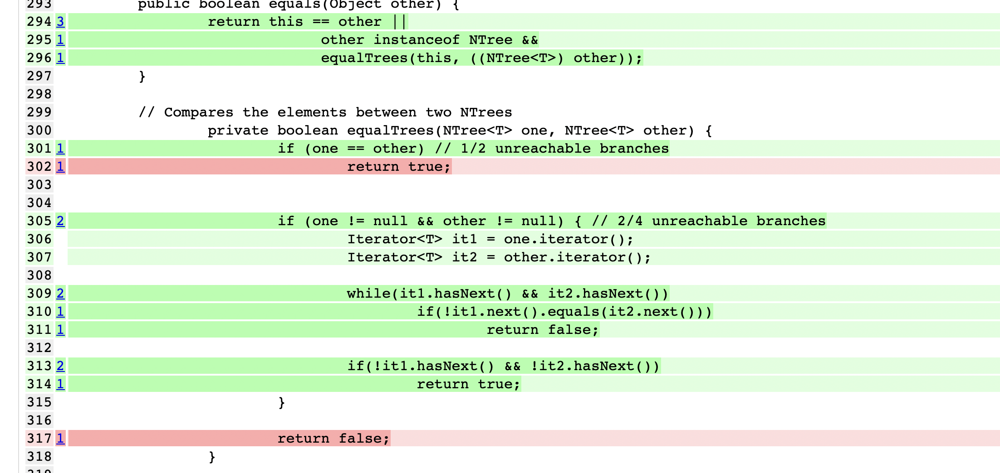 293 public boolean equals(Object other) {
294 3 return this == other ||
295 1 other instanceof NTree &&
296 1 equalTrees(this, ((NTree<T>) other));
297 }
298
299 // Compares the elements between two NTrees
300 private boolean equalTrees(NTree<T> one, NTree<T> other) {
301 1 if (one == other) // 1/2 unreachable branches
302 1 return true;
303
304
305 2 if (one != null && other != null) { // 2/4 unreachable branches
306 Iterator<T> it1 = one.iterator();
307 Iterator<T> it2 = other.iterator();
308
309 2 while(it1.hasNext() && it2.hasNext())
310 1 if(!it1.next().equals(it2.next()))
311 1 return false;
312
313 2 if(!it1.hasNext() && !it2.hasNext())
314 1 return true;
315 }
316
317 1 return false;
318 }
319